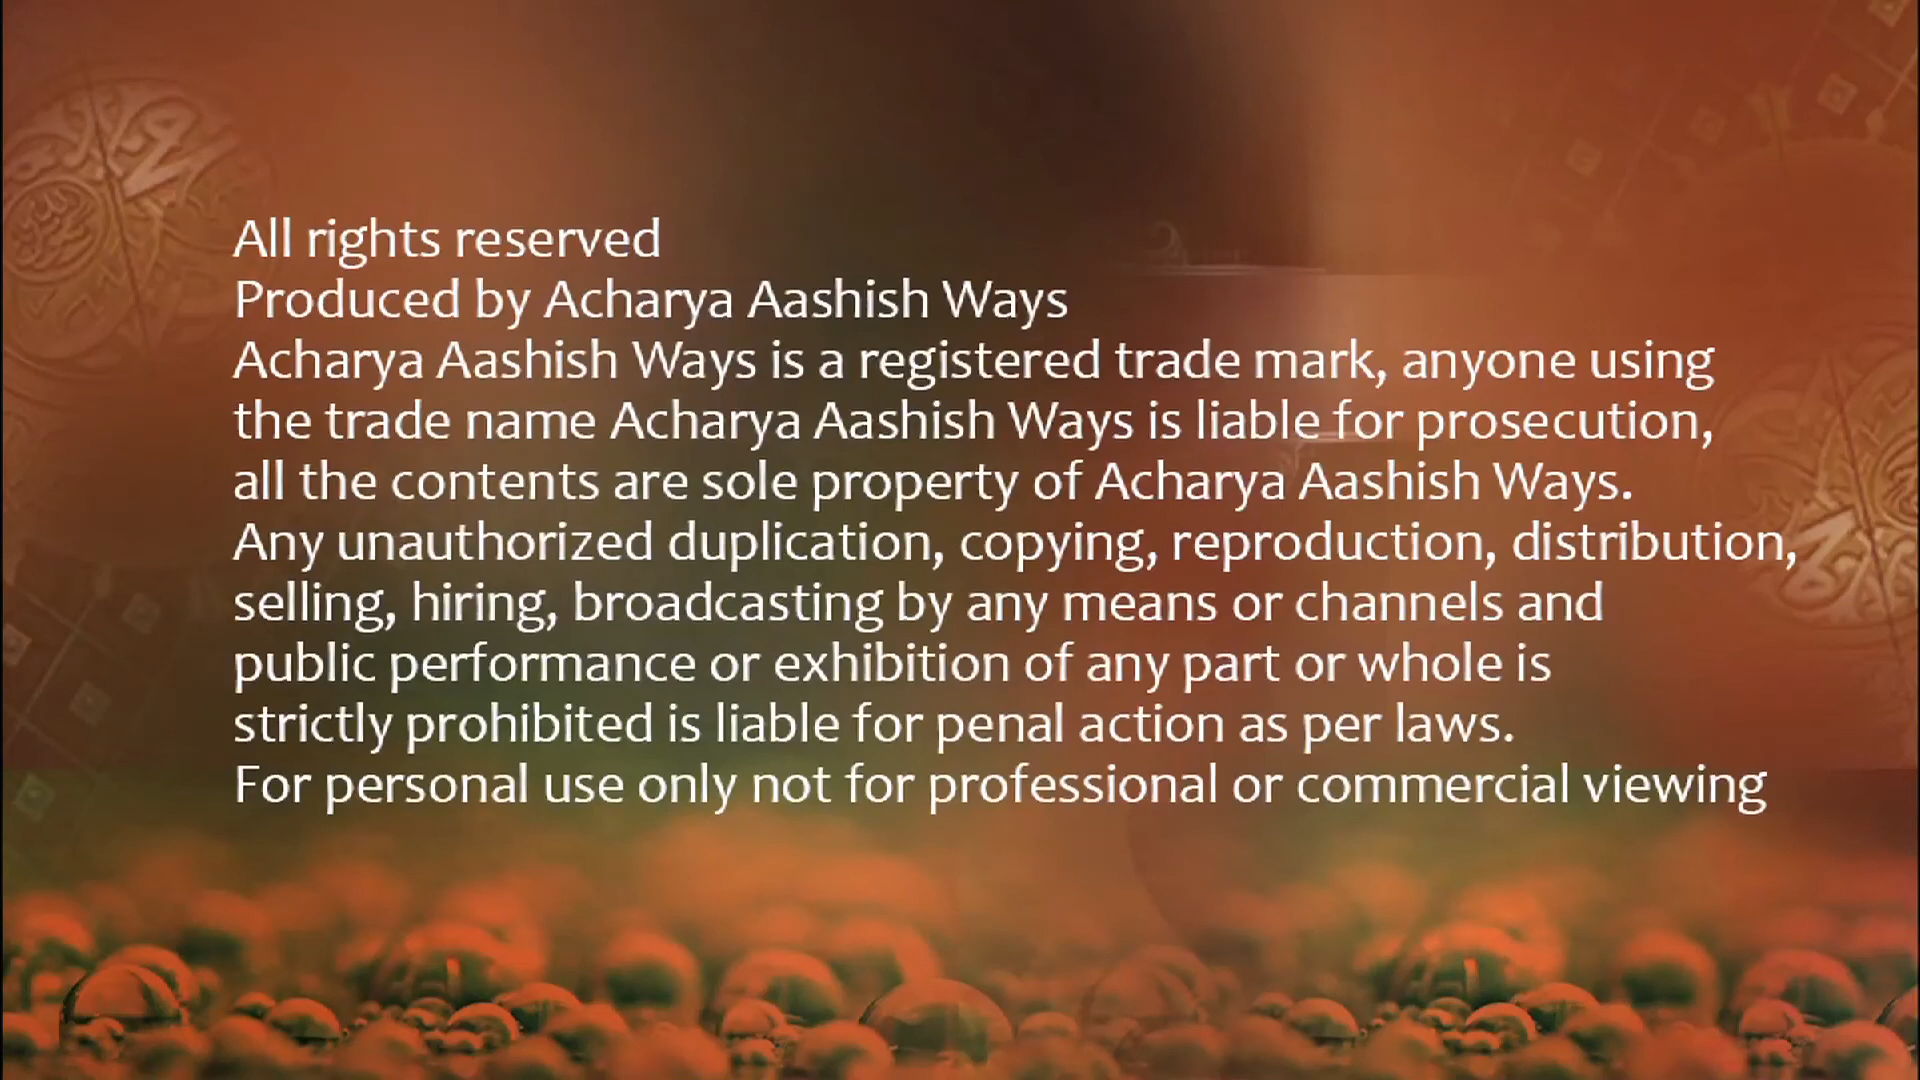 All rights reserved
Produced by Acharya Aashish Ways
Acharya Aashish Ways is a registered trade mark, anyone using
the trade name Acharya Aashish Ways is liable for prosecution,
all the contents are sole property of Acharya Aashish Ways.
Any unauthorized duplication, copying, reproduction, distribution,
selling, hiring, broadcasting by any means or channels and
public performance or exhibition of any part or whole is
strictly prohibited is liable for penal action as per laws.
For personal use only not for professional or commercial viewing